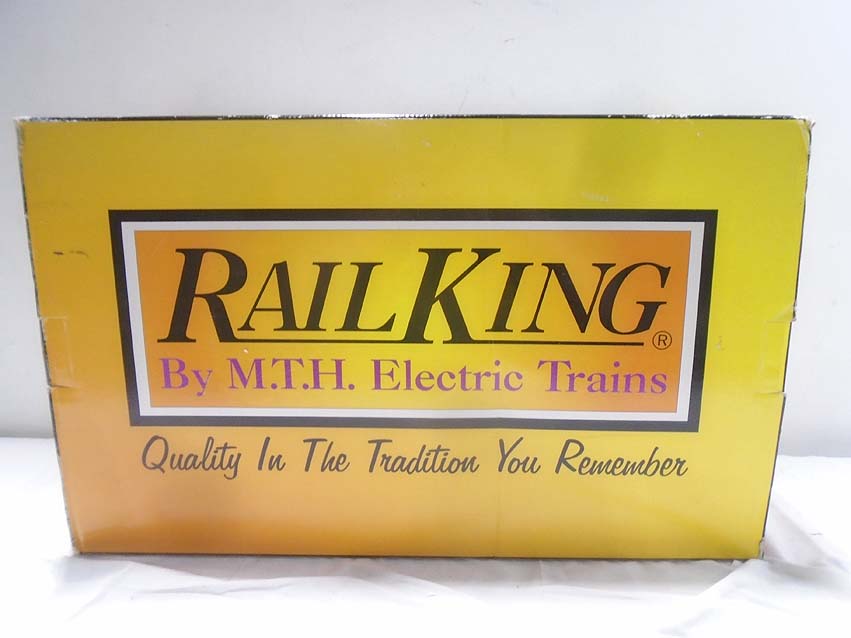 RAILKING®
By M.T.H. Electric Trains
Quality In The Tradition You Remember